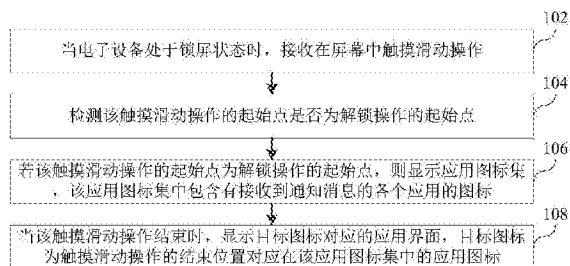 102
当电子设备处于锁屏状态时，接收在屏幕中触摸滑动操作
104
检测该触摸滑动操作的起始点是否为解锁操作的起始点
106
若该触摸滑动操作的起始点为解锁操作的起始点，则显示应用图标集
，该应用图标集中包含有接收到通知消息的各个应用的图标
108
当该触摸滑动操作结束时，显示目标图标对应的应用界面，目标图标
为触摸滑动操作的结束位置对应在该应用图标集中的应用图标